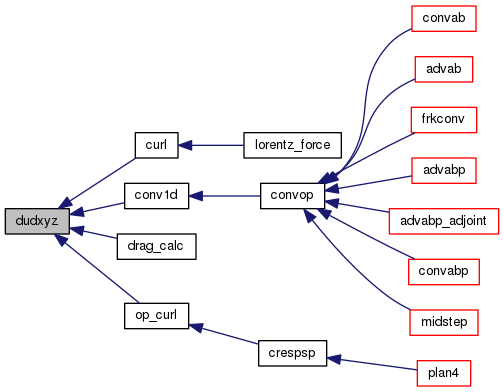 convab
advab
frkconv
curl
lorentz_force
advabp
conv1d
convop
dudxyz
advabp_adjoint
drag_calc
convabp
op_curl
midstep
crespsp
plan4